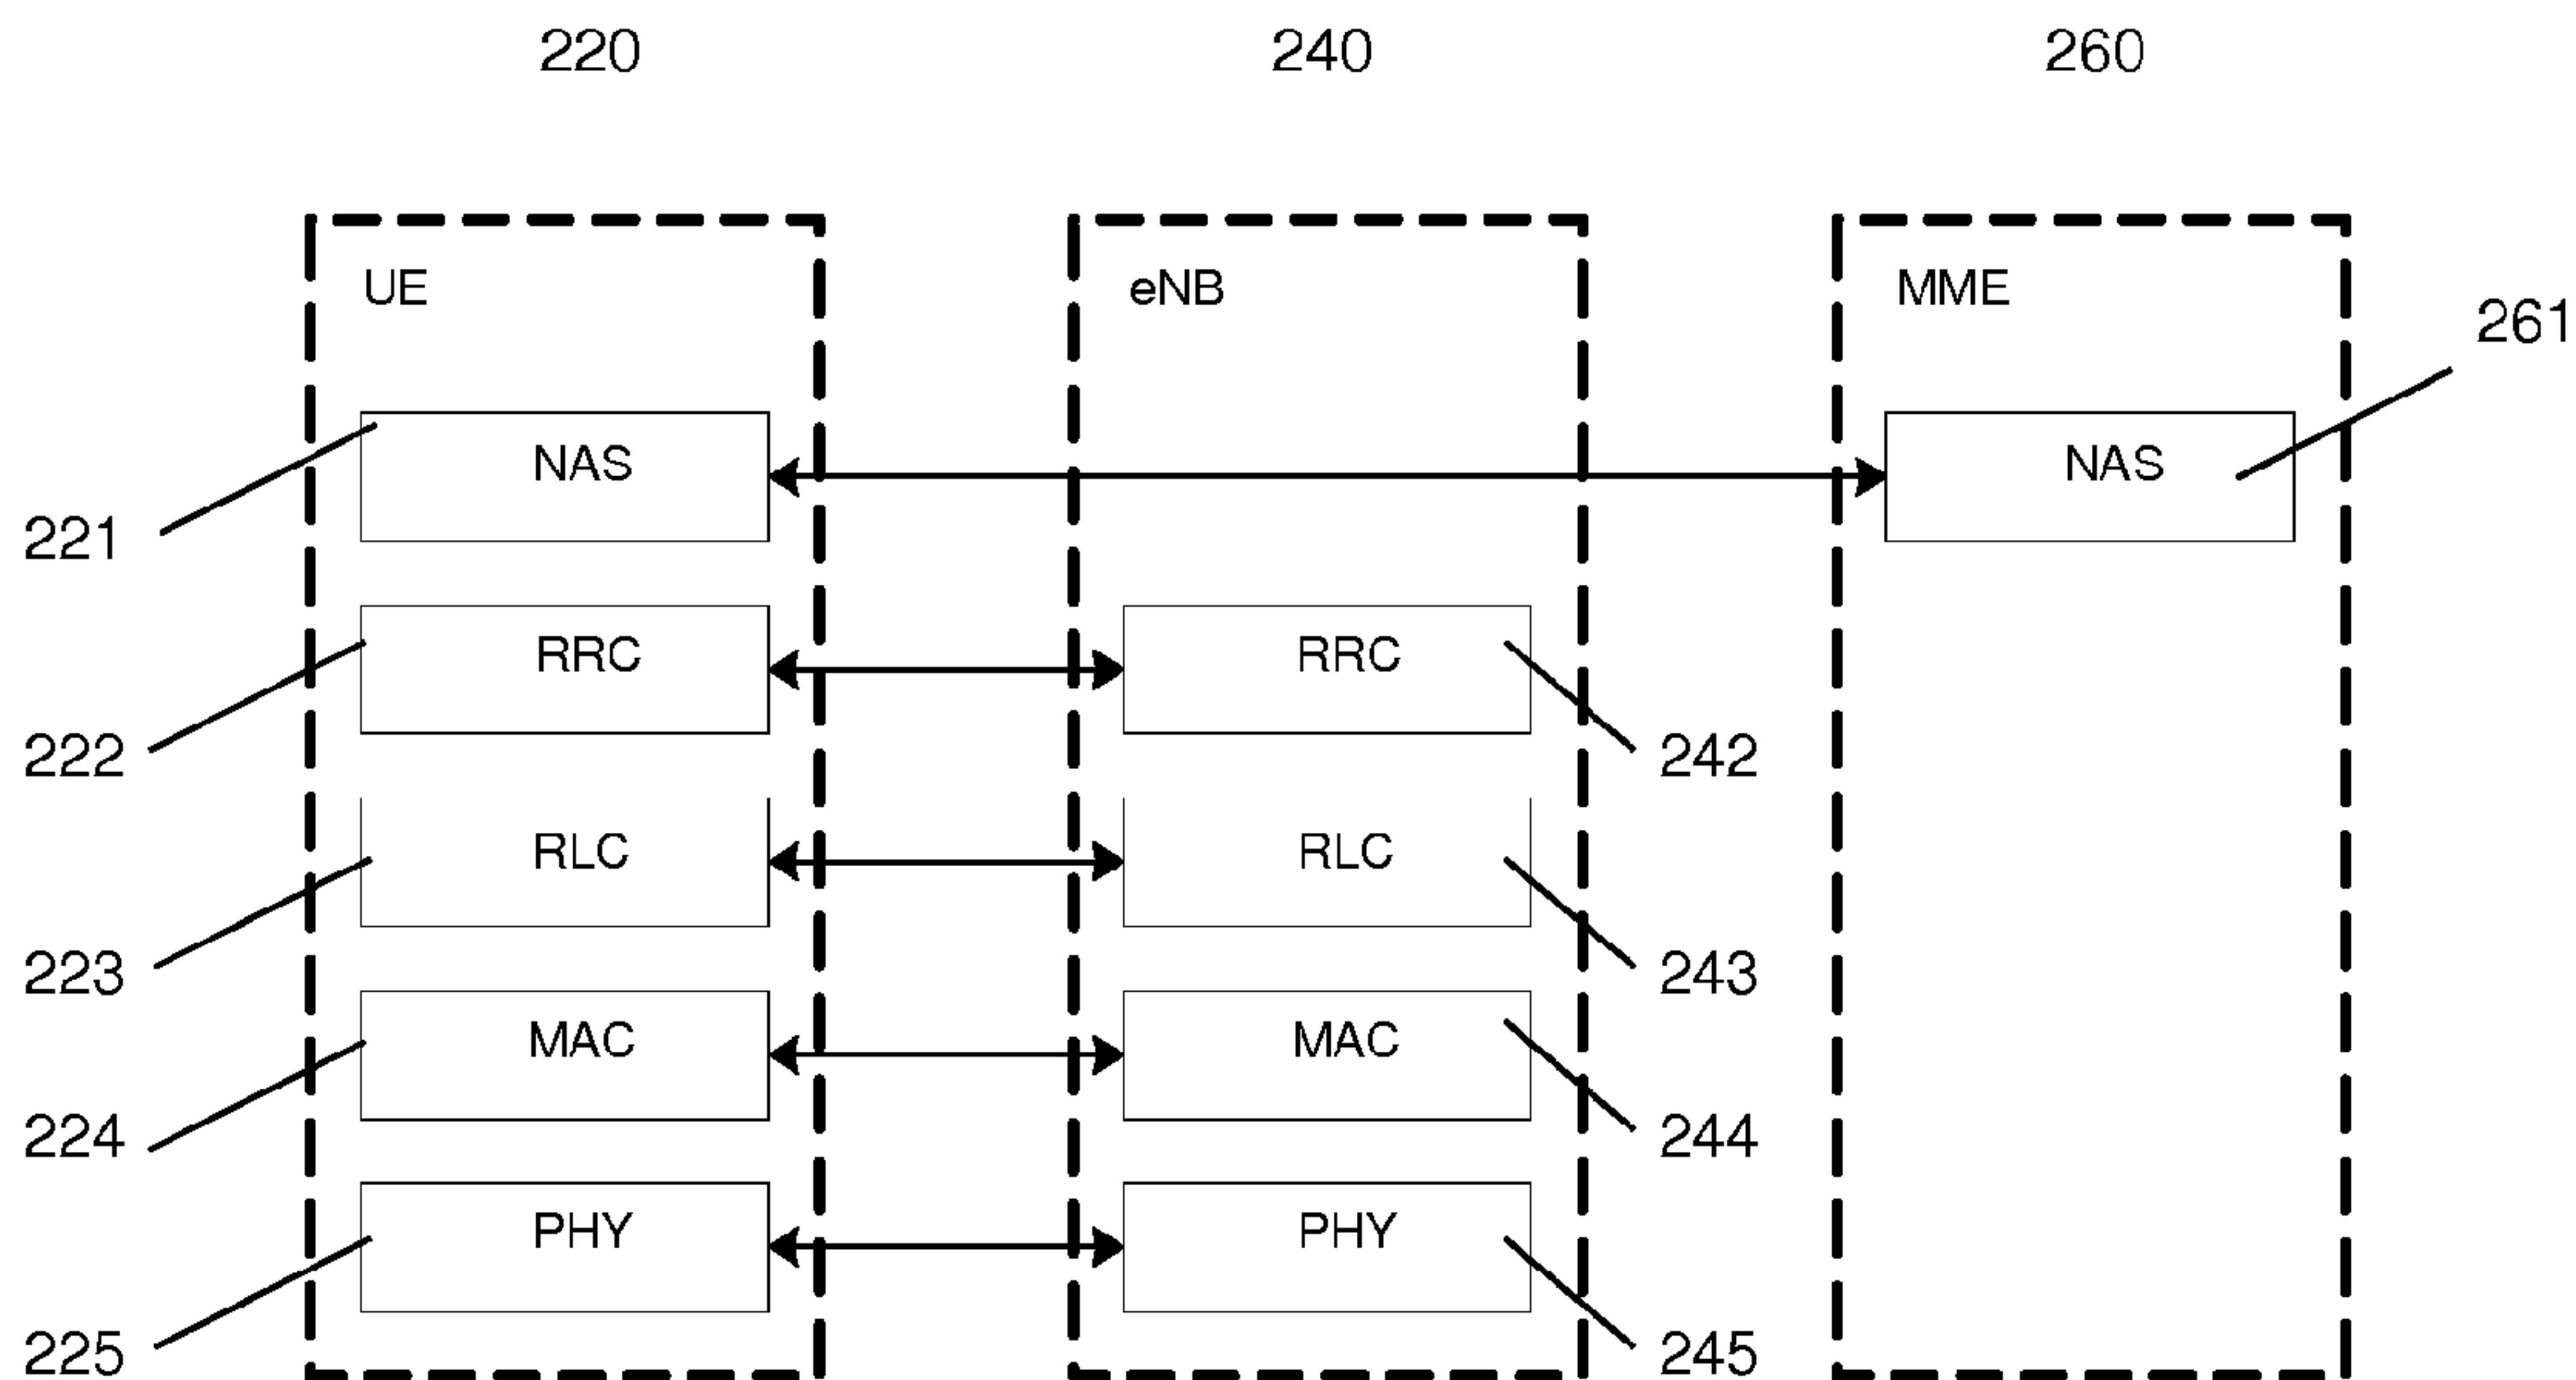 220 240 260
UE eNB MME
261
NAS NAS
221
RRC RRC
222 242
RLC RLC
223 243
MAC MAC
224 244
PHY PHY
225 245